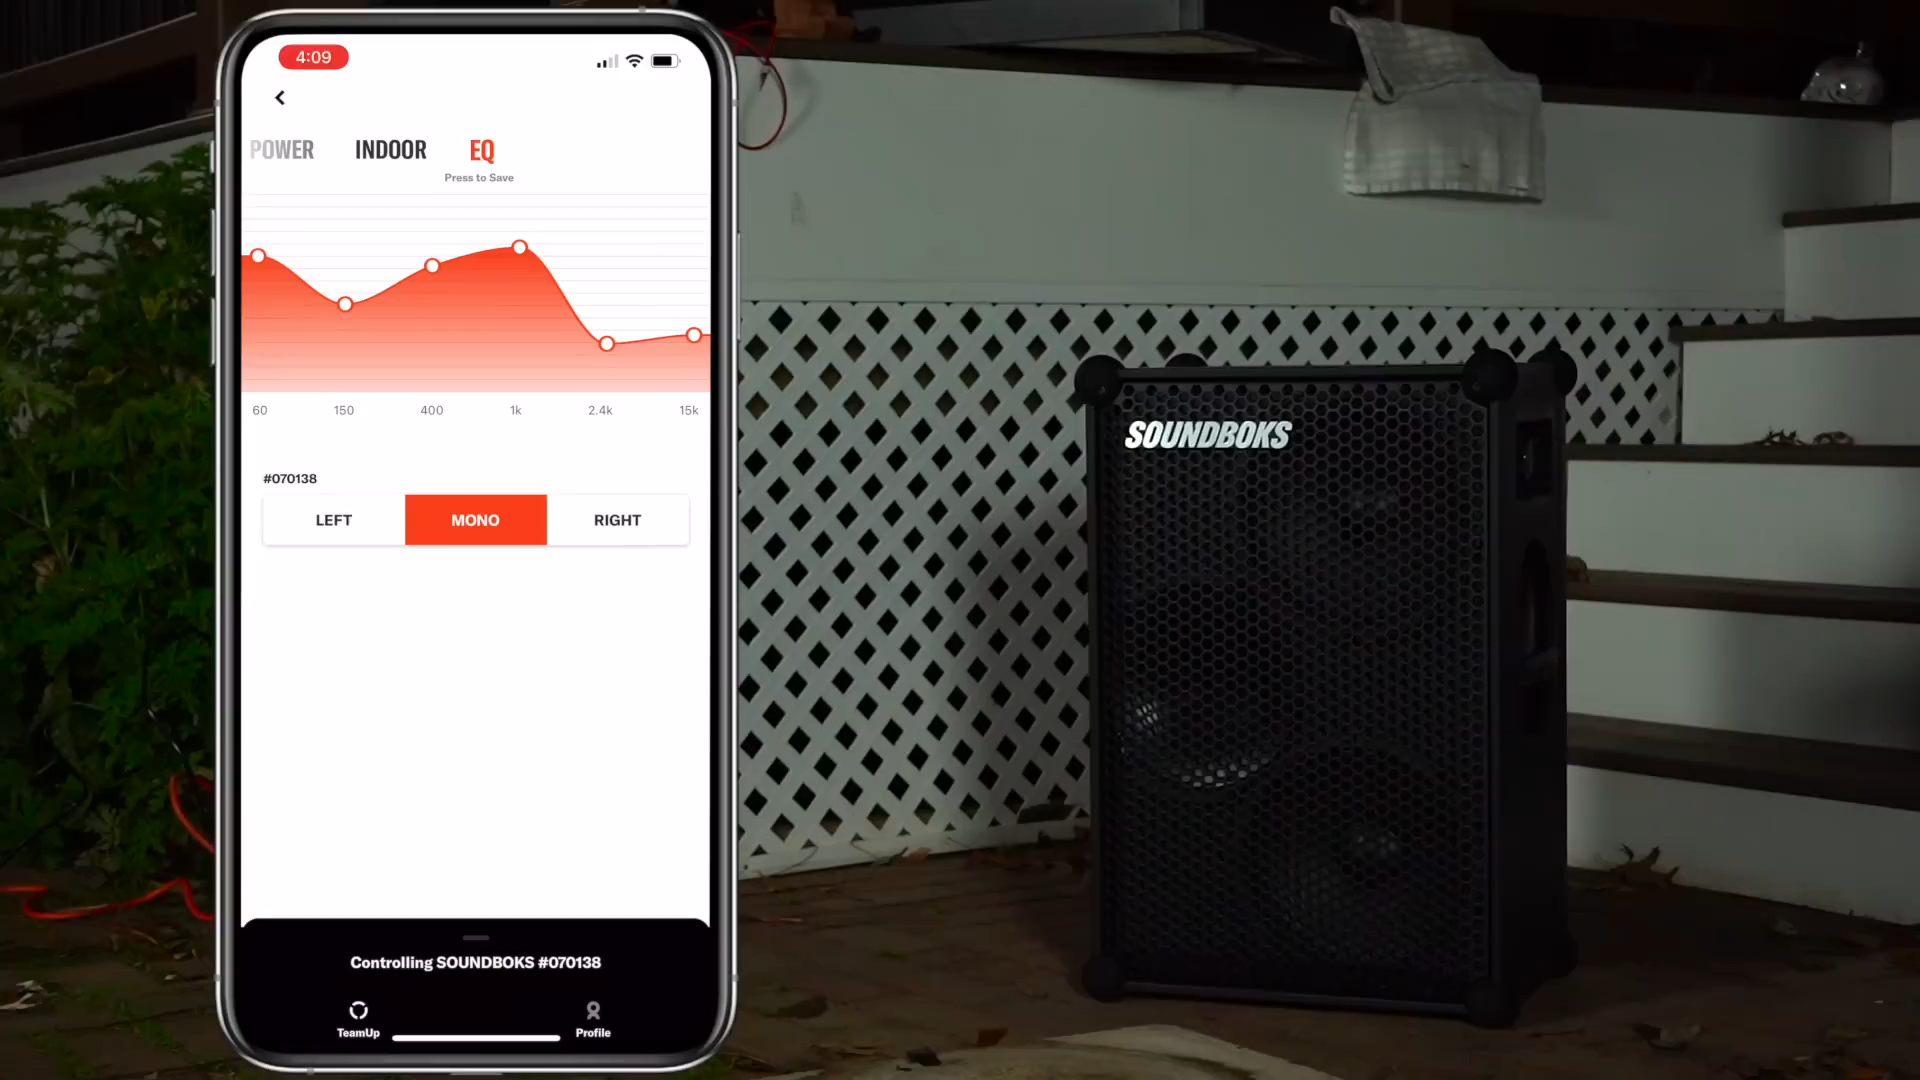 4:09
POWER INDOOR EQ
Press to Save
60 150 400 1k 2.4k 15k
#070138
LEFT MONO RIGHT
Controlling SOUNDBOKS #070138
TeamUp Profile
SOUNDBOKS